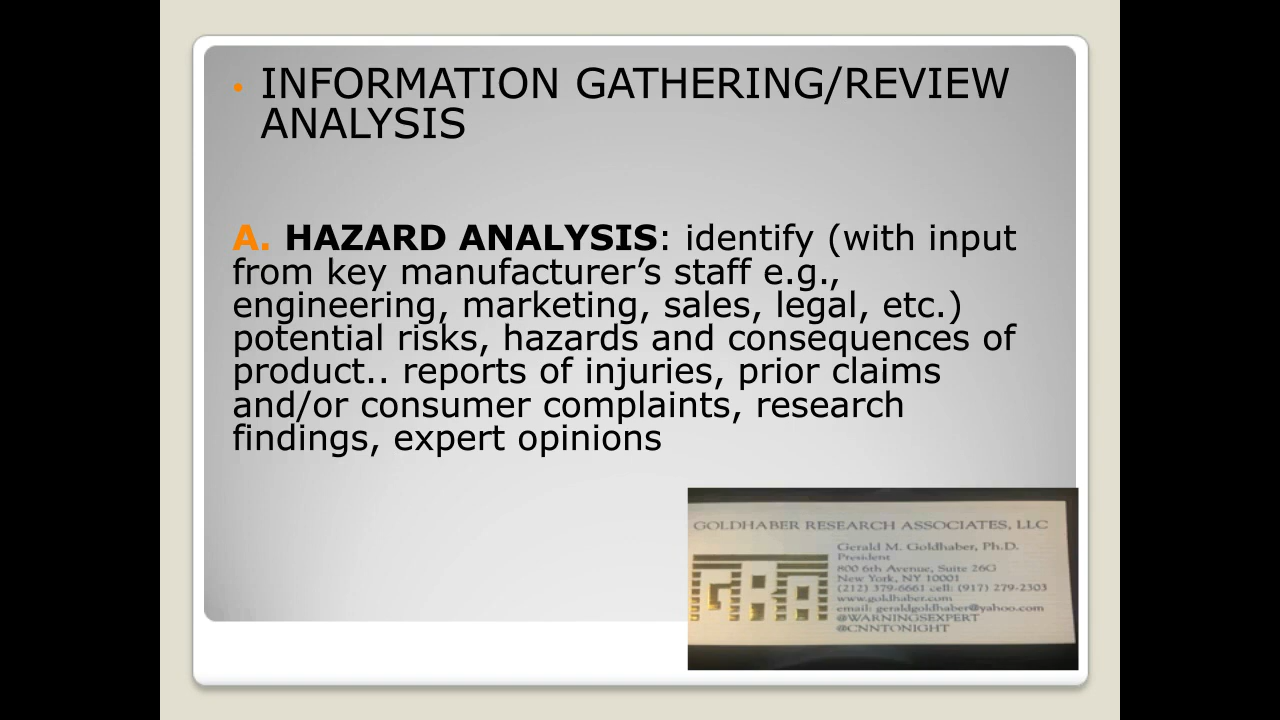 • INFORMATION GATHERING/REVIEW
ANALYSIS
A. HAZARD ANALYSIS: identify (with input
from key manufacturer’s staff e.g.,
engineering, marketing, sales, legal, etc.)
potential risks, hazards and consequences of
product.. reports of injuries, prior claims
and/or consumer complaints, research
findings, expert opinions
GOLDHABER RESEARCH ASSOCIATES, LLC
GRA
Gerald M. Goldhaber, Ph.D.
President
800 6th Avenue, Suite 26G
New York, NY 10001
(212) 379-6661 cell: (917) 279-2303
www.goldhaber.com
email: geraldgoldhaber@yahoo.com
@WARNINGSEXPERT
@CNNTONIGHT